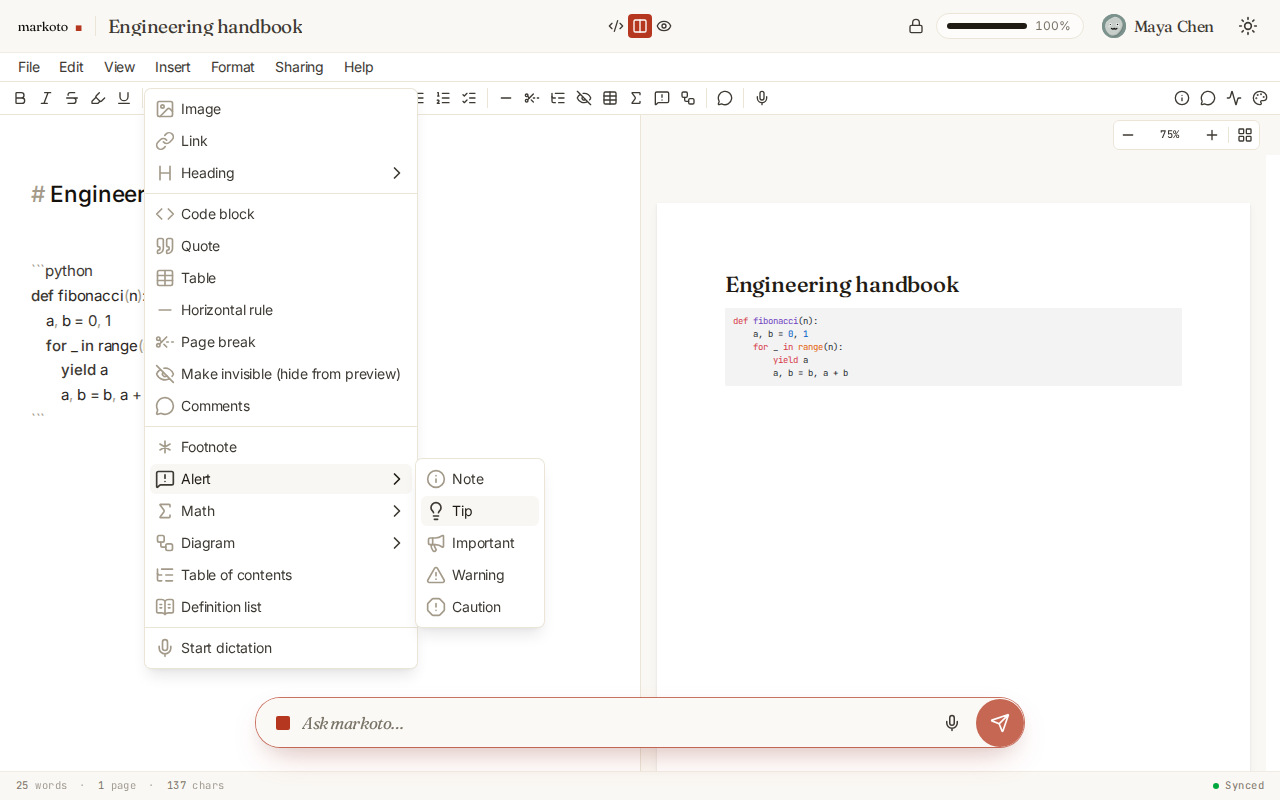 markoto
Engineering handbook
100%
Maya Chen
File Edit View Insert Format Sharing Help
Image
Link
Heading
Code block
Quote
Table
Horizontal rule
Page break
Make invisible (hide from preview)
Comments
Footnote
Alert
Math
Diagram
Table of contents
Definition list
Start dictation
Note
Tip
Important
Warning
Caution
```python
def fibonacci(n):
a, b = 0, 1
for _ in range(
yield a
a, b = b, a +
```
75%
Engineering handbook
def fibonacci(n):
a, b = 0, 1
for _ in range(n):
yield a
a, b = b, a + b
Ask markoto...
25 words · 1 page · 137 chars
Synced